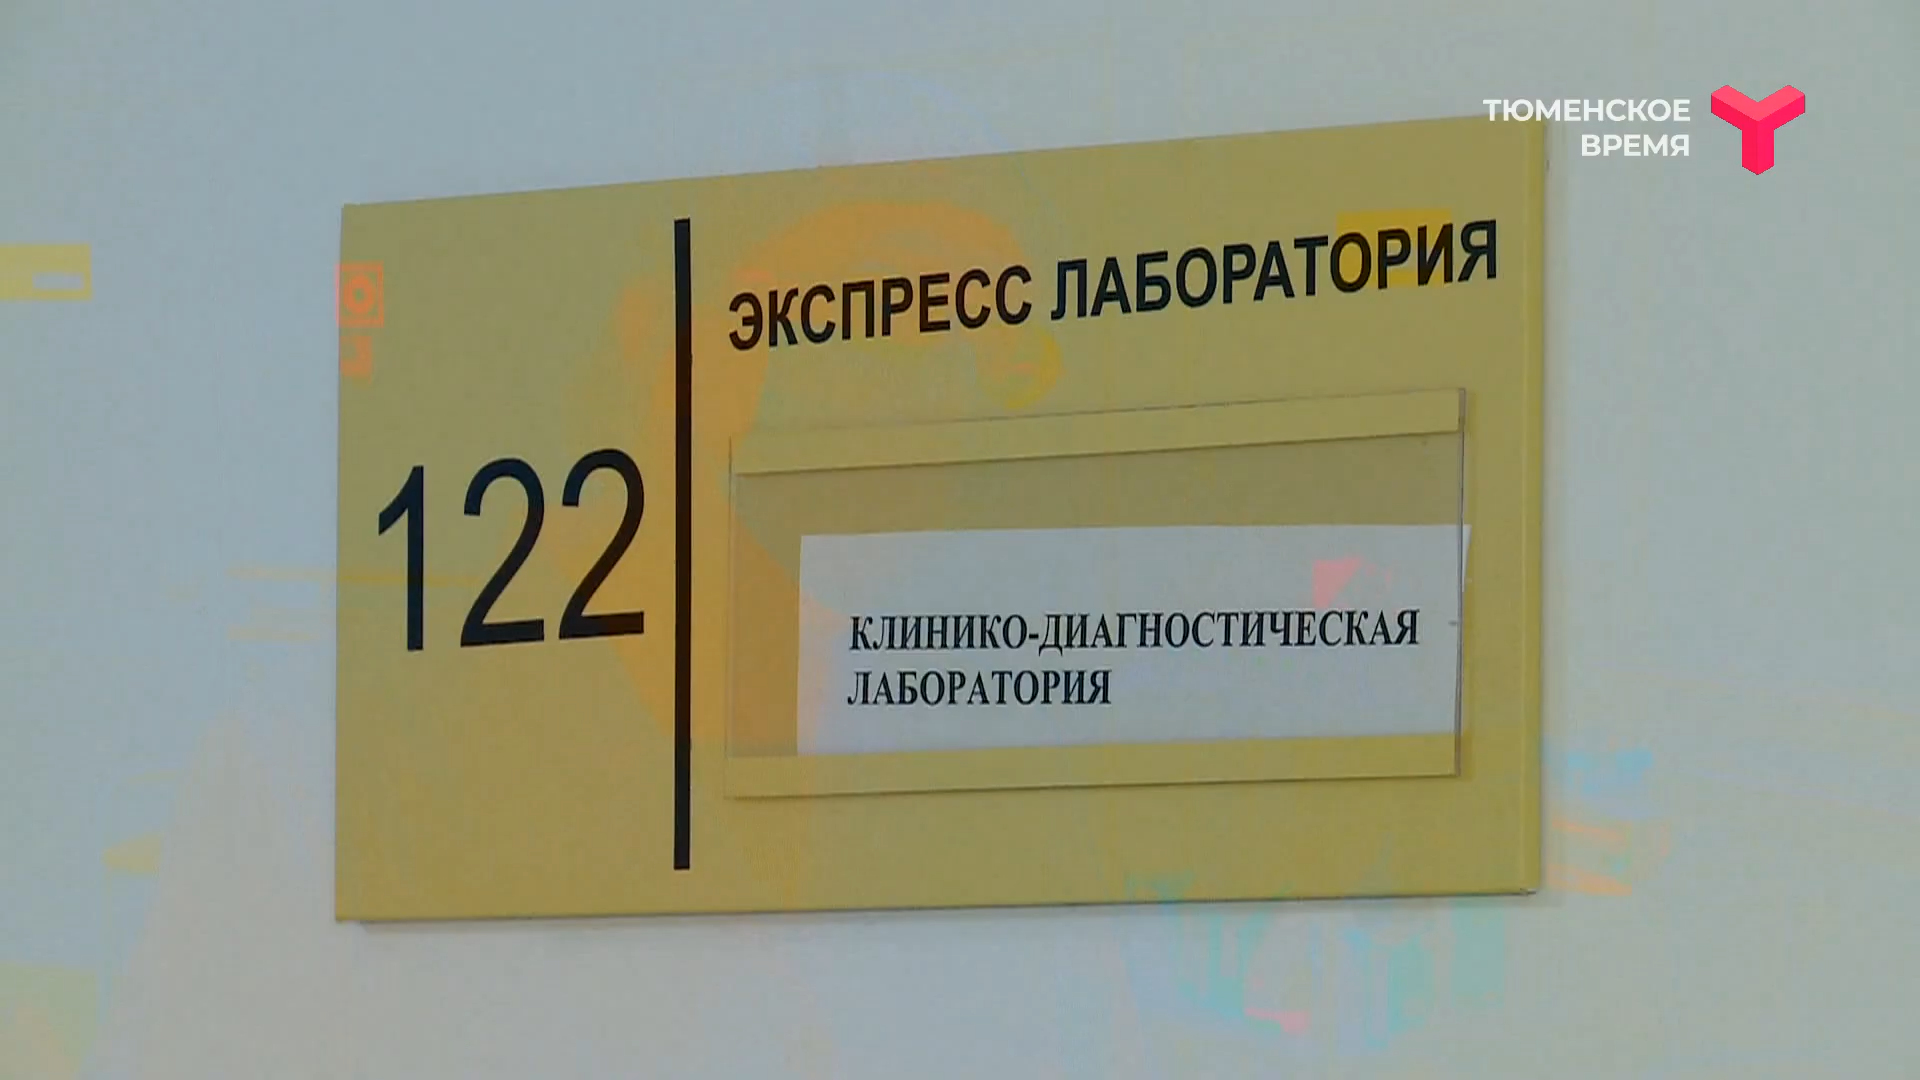 ТЮМЕНСКОЕ
ВРЕМЯ
122
ЭКСПРЕСС ЛАБОРАТОРИЯ
КЛИНИКО-ДИАГНОСТИЧЕСКАЯ
ЛАБОРАТОРИЯ